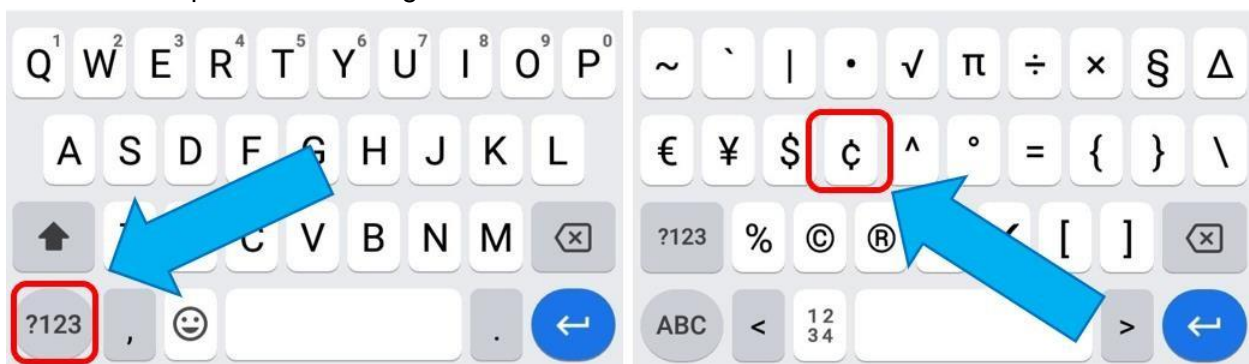 Q1 W2 E3 R4 T5 Y6 U7 I8 O9 P0
A S D F G H J K L
C V B N M
?123 , .
~ ` | • √ π ÷ × § Δ
€ ¥ $ ¢ ^ ° = { } \
?123 % © ® [ ]
ABC < 12 >
34